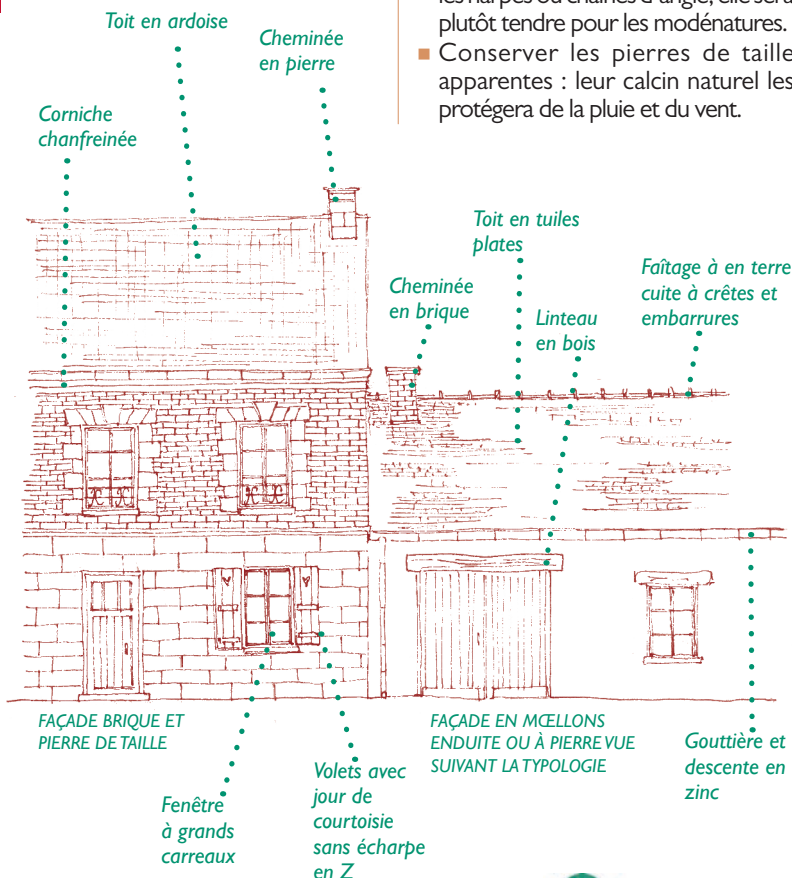 les harpes ou chaînes d'angle, elle sera
plutôt tendre pour les modénatures.
■ Conserver les pierres de taille
apparentes : leur calcin naturel les
protégera de la pluie et du vent.
Toit en ardoise
Cheminée
en pierre
Corniche
chanfreinée
Toit en tuiles
plates
Cheminée
en brique
Linteau
en bois
Faîtage à en terre
cuite à crêtes et
embarrures
FAÇADE BRIQUE ET
PIERRE DE TAILLE
FAÇADE EN MŒLLONS
ENDUITE OU À PIERRE VUE
SUIVANT LA TYPOLOGIE
Gouttière et
descente en
zinc
Volets avec
jour de
courtoisie
sans écharpe
en Z
Fenêtre
à grands
carreaux